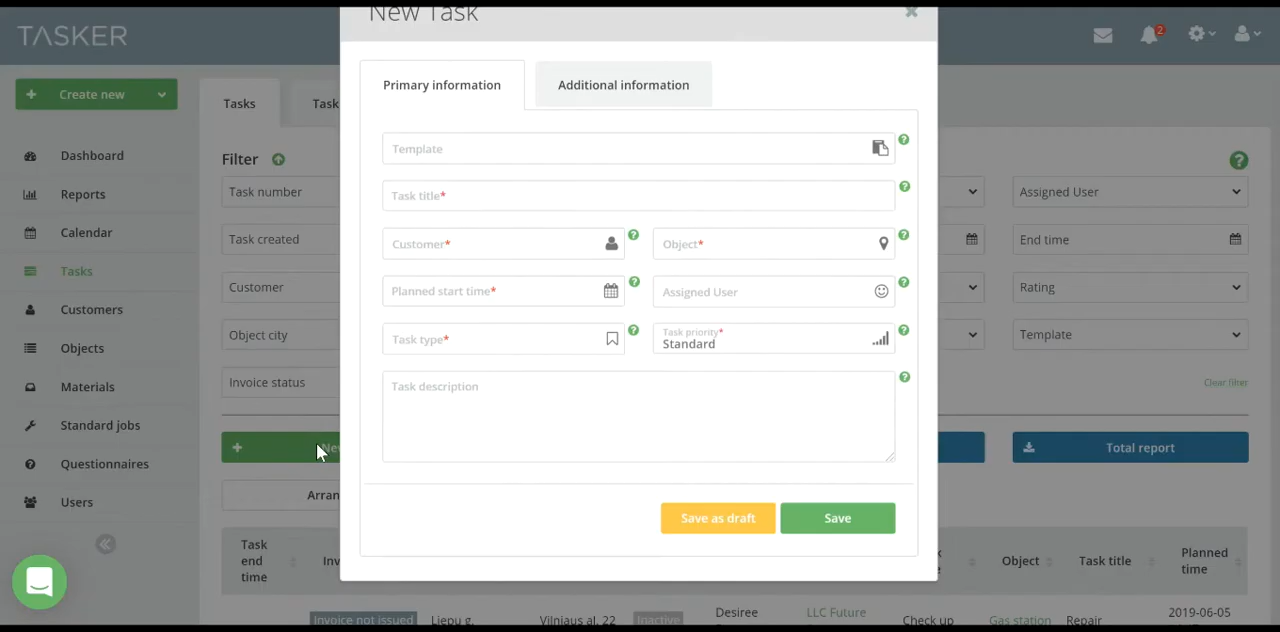 New Task
TASKER
2
Create new
Tasks
Task
Primary information
Additional information
Dashboard
Reports
Calendar
Tasks
Customers
Objects
Materials
Standard jobs
Questionnaires
Users
Filter
Task number
Assigned User
Task created
End time
Customer
Rating
Object city
Template
Invoice status
Clear filter
Template
Task title*
Customer*
Object*
Planned start time*
Assigned User
Task type*
Task priority*
Standard
Task description
Save as draft
Save
Total report
Task end time
Object
Task title
Planned time
Invoice not issued
Liepu g.
Vilniaus al. 22
Inactive
Desiree
LLC Future
Check up
Gas station
Repair
2019-06-05